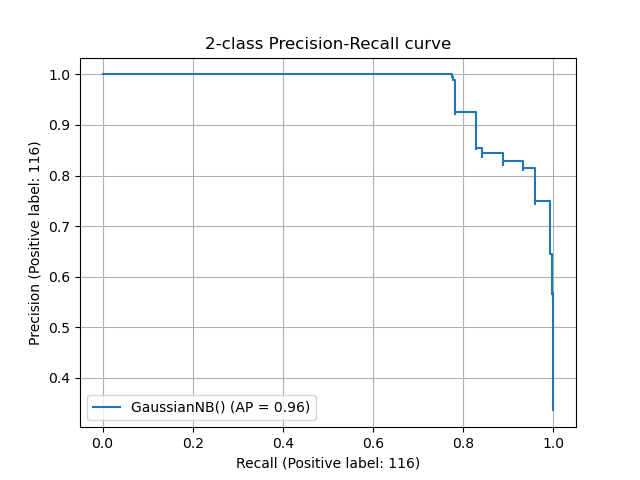 2-class Precision-Recall curve
1.0
0.9
0.8
0.7
0.6
0.5
0.4
Precision (Positive label: 116)
GaussianNB() (AP = 0.96)
0.0 0.2 0.4 0.6 0.8 1.0
Recall (Positive label: 116)